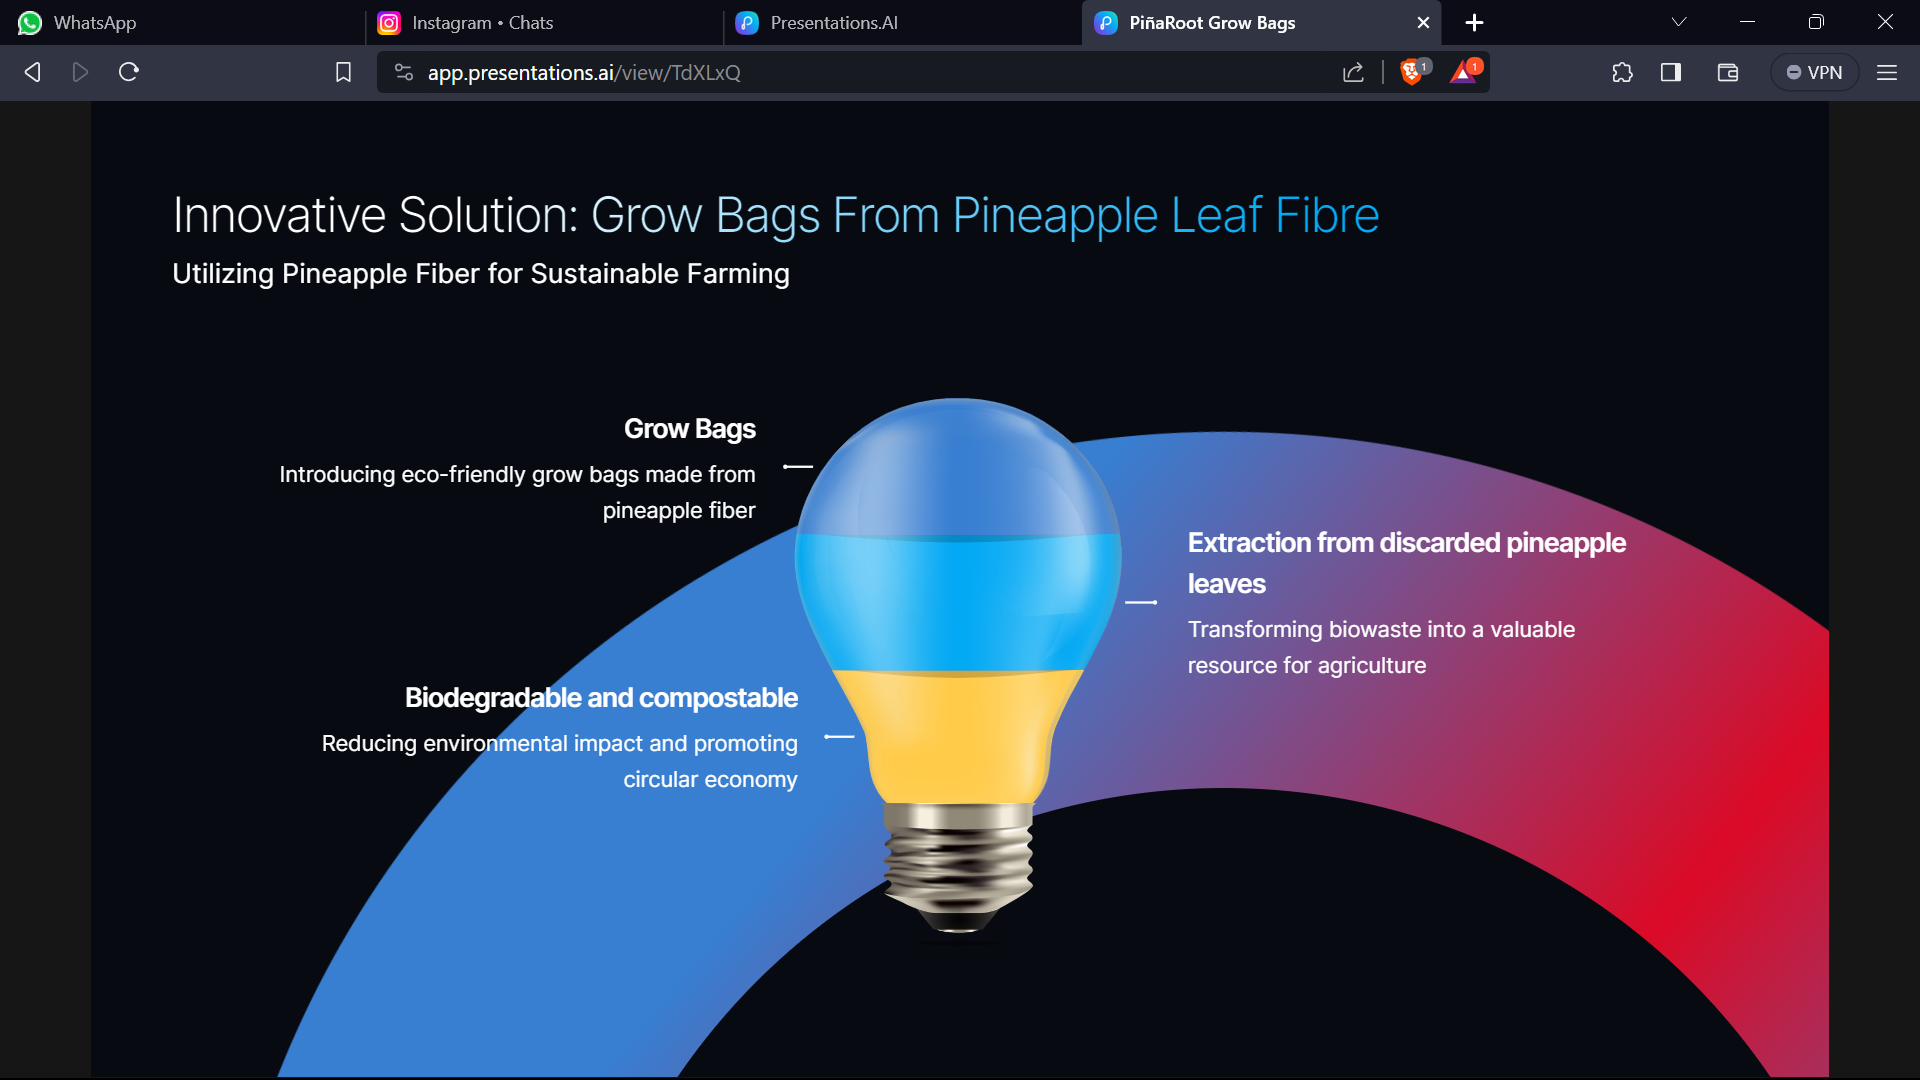 WhatsApp
Instagram • Chats
Presentations.AI
PiñaRoot Grow Bags
app.presentations.ai/view/TdXLxQ
1
1
VPN
Innovative Solution: Grow Bags From Pineapple Leaf Fibre
Utilizing Pineapple Fiber for Sustainable Farming
Grow Bags
Introducing eco-friendly grow bags made from
pineapple fiber
Extraction from discarded pineapple
leaves
Transforming biowaste into a valuable
resource for agriculture
Biodegradable and compostable
Reducing environmental impact and promoting
circular economy